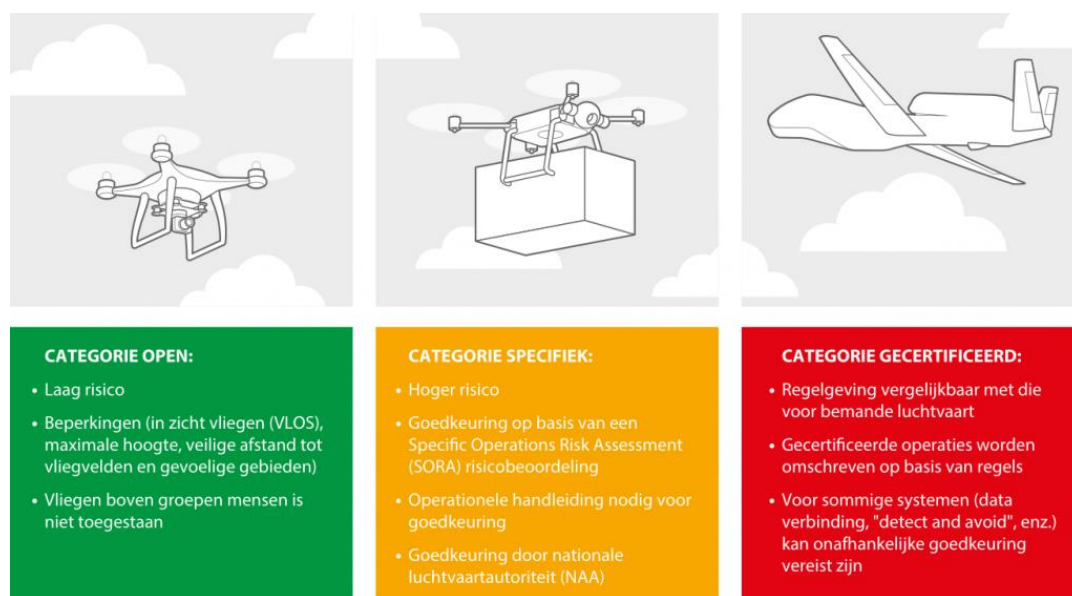 CATEGORIE OPEN:
• Laag risico
• Beperkingen (in zicht vliegen (VLOS),
maximale hoogte, veilige afstand tot
vliegvelden en gevoelige gebieden)
• Vliegen boven groepen mensen is
niet toegestaan
CATEGORIE SPECIFIEK:
• Hoger risico
• Goedkeuring op basis van een
Specific Operations Risk Assessment
(SORA) risicobeoordeling
• Operationele handleiding nodig voor
goedkeuring
• Goedkeuring door nationale
luchtvaartautoriteit (NAA)
CATEGORIE GECERTIFICEERD:
• Regelgeving vergelijkbaar met die
voor bemande luchtvaart
• Gecertificeerde operaties worden
omschreven op basis van regels
• Voor sommige systemen (data
verbinding, "detect and avoid", enz.)
kan onafhankelijke goedkeuring
vereist zijn